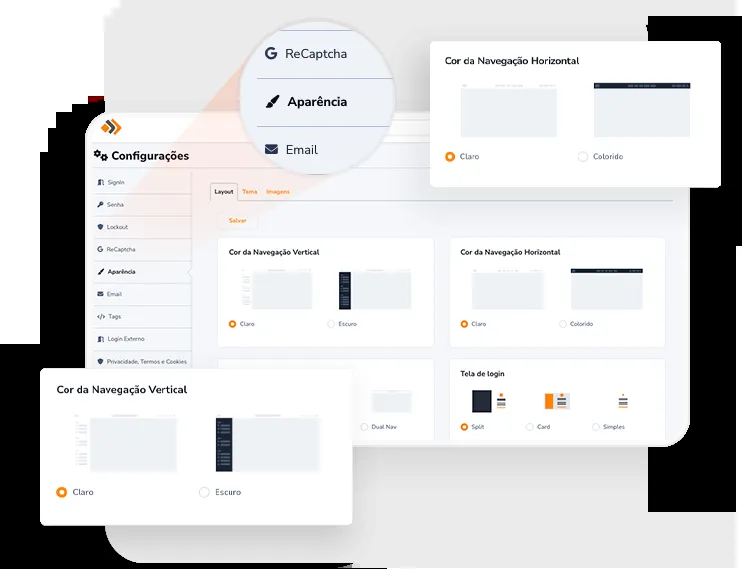 ReCaptcha
Aparência
Email
Cor da Navegação Horizontal
Claro
Colorido
Configurações
SignIn
Senha
Lockout
ReCaptcha
Aparência
Email
Tags
Login Externo
Privacidade, Termos e Cookies
Layout Tema Imagens
Salvar
Cor da Navegação Vertical
Claro
Escuro
Cor da Navegação Horizontal
Claro
Colorido
Dual Nav
Tela de login
Split
Card
Simples
Cor da Navegação Vertical
Claro
Escuro